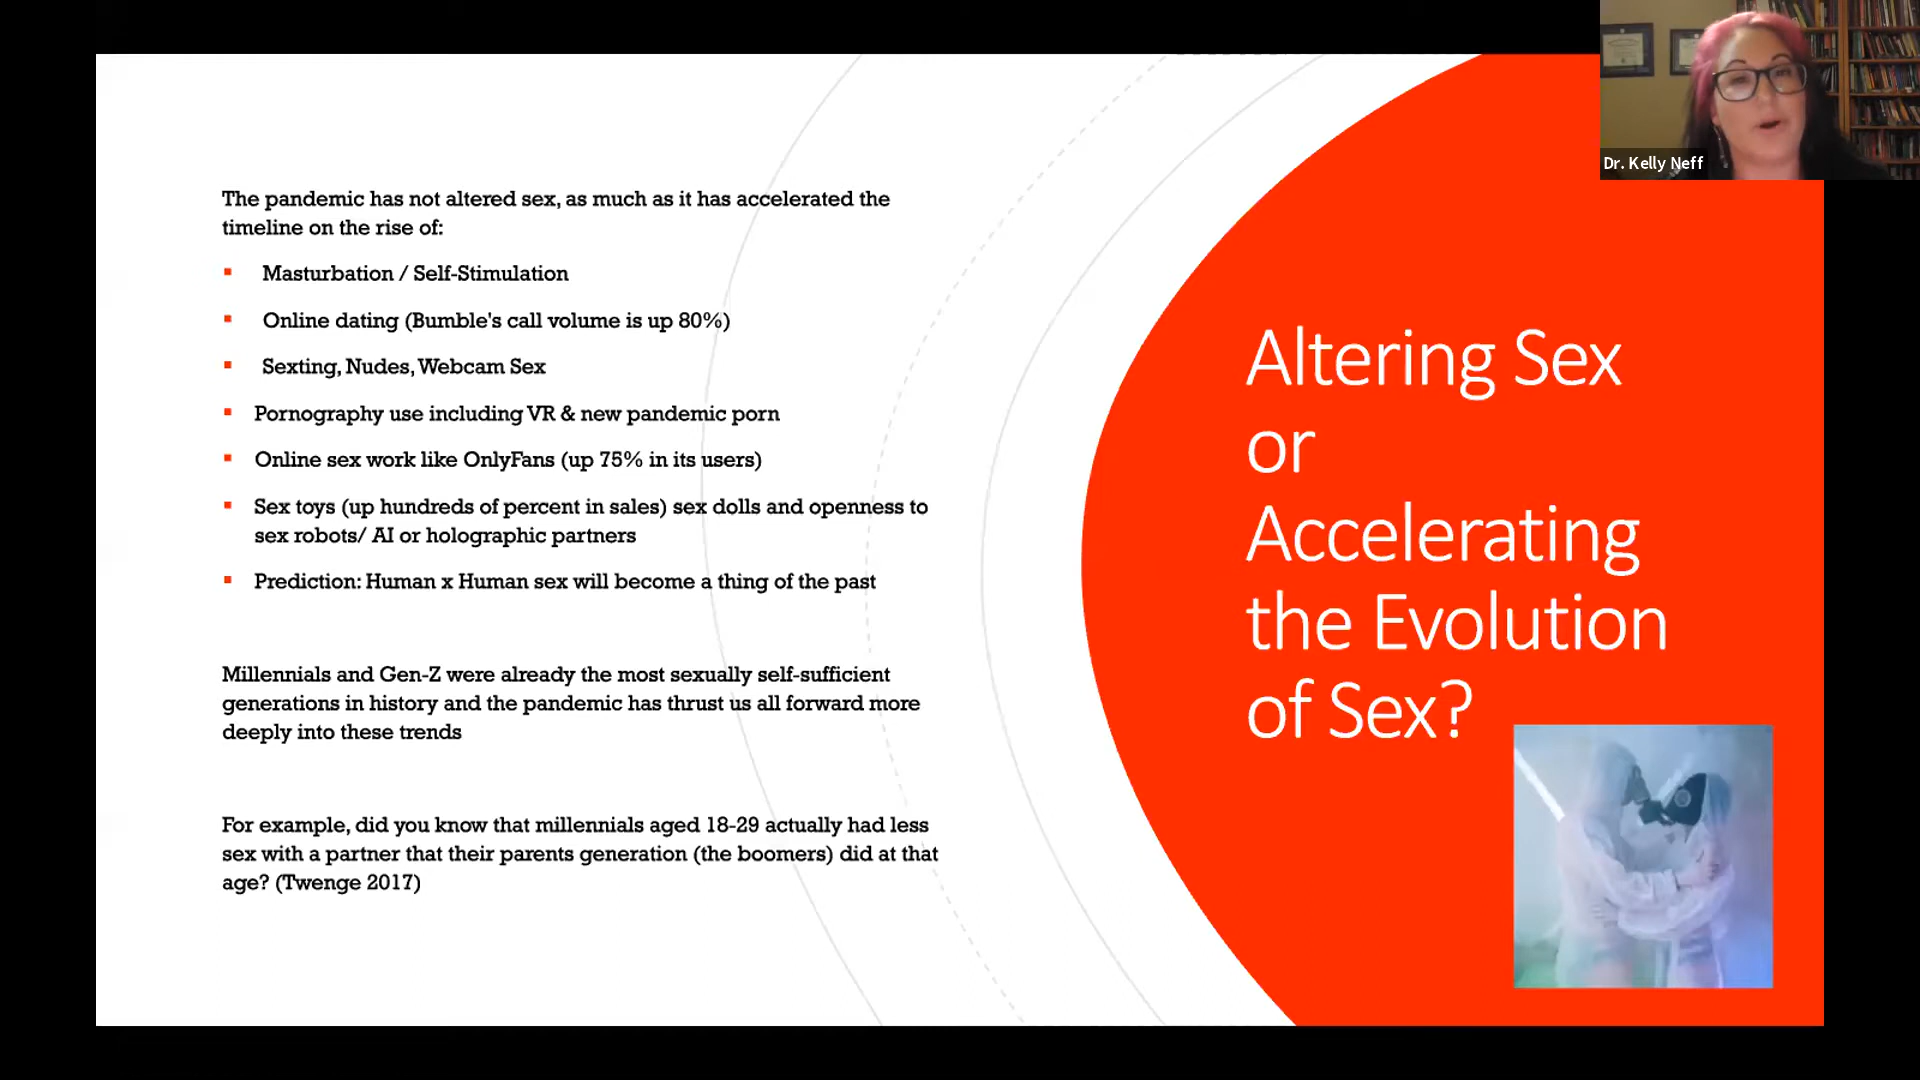 The pandemic has not altered sex, as much as it has accelerated the
timeline on the rise of:
▪ Masturbation / Self-Stimulation
▪ Online dating (Bumble's call volume is up 80%)
▪ Sexting, Nudes, Webcam Sex
▪ Pornography use including VR & new pandemic porn
▪ Online sex work like OnlyFans (up 75% in its users)
▪ Sex toys (up hundreds of percent in sales) sex dolls and openness to
sex robots/ AI or holographic partners
▪ Prediction: Human x Human sex will become a thing of the past
Millennials and Gen-Z were already the most sexually self-sufficient
generations in history and the pandemic has thrust us all forward more
deeply into these trends
For example, did you know that millennials aged 18-29 actually had less
sex with a partner that their parents generation (the boomers) did at that
age? (Twenge 2017)
Altering Sex
or
Accelerating
the Evolution
of Sex?
Dr. Kelly Neff